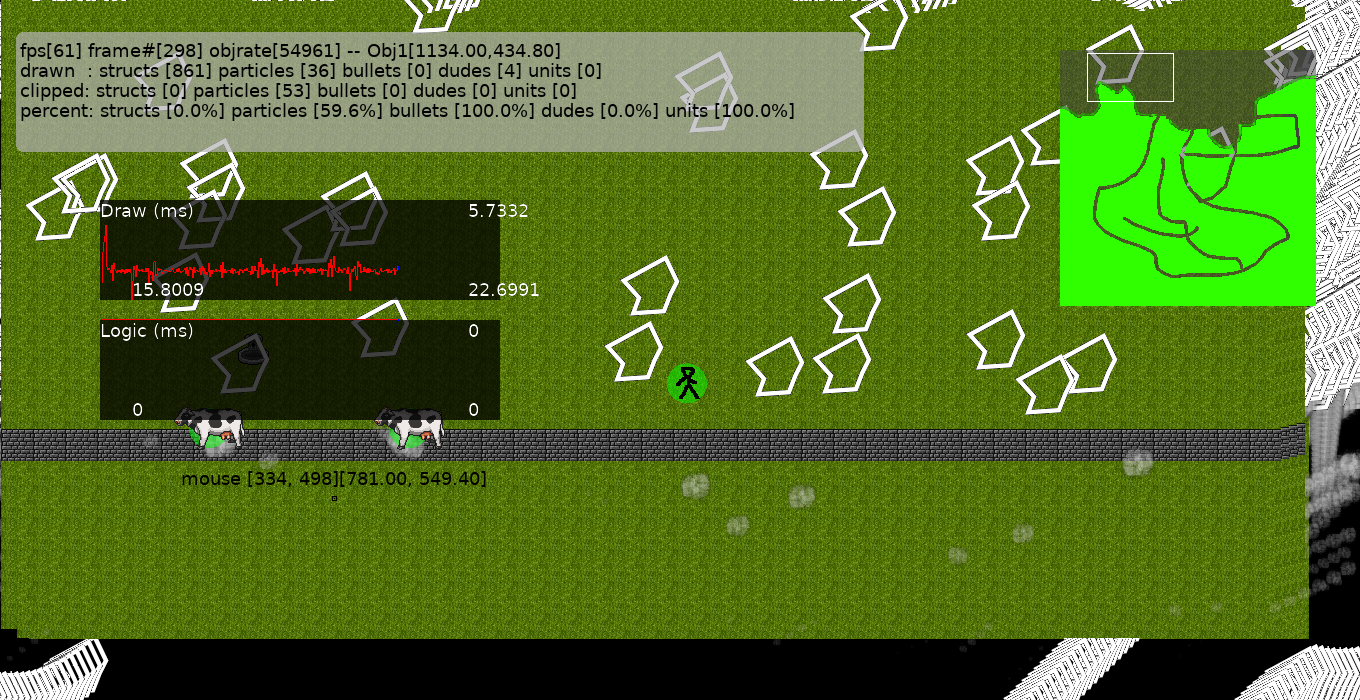 fps[61] frame#[298] objrate[54961] -- Obj1[1134.00,434.80]
drawn  : structs [861] particles [36] bullets [0] dudes [4] units [0]
clipped: structs [0] particles [53] bullets [0] dudes [0] units [0]
percent: structs [0.0%] particles [59.6%] bullets [100.0%] dudes [0.0%] units [100.0%]
Draw (ms) 5.7332
15.8009 22.6991
Logic (ms) 0
0 0
mouse [334, 498][781.00, 549.40]